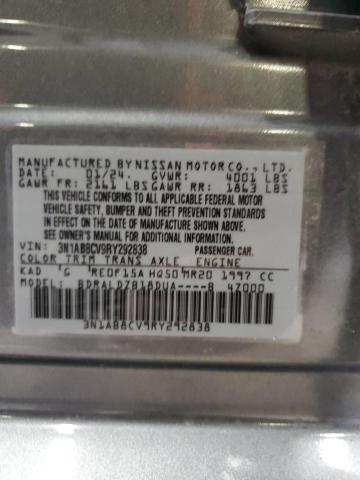 MANUFACTURED BY NISSAN MOTOR CO., LTD.
DATE: 01/24. GVWR: 4001 LBS
GAWR FR: 2161 LBS GAWR RR: 1863 LBS
THIS VEHICLE CONFORMS TO ALL APPLICABLE FEDERAL MOTOR
VEHICLE SAFETY, BUMPER AND THEFT PREVENTION STANDARDS
IN EFFECT ON THE DATE OF MANUFACTURE SHOWN ABOVE.
SEE OWNER'S MANUAL FOR ADDITIONAL INFORMATION.
VIN: 3N1AB8CV9RY292838 PASSENGER CAR.
COLOR TRIM TRANS AXLE ENGINE
KAD G RE0F15A HQ50 MR20 1997 CC
MODEL: BDRALDZB18DUA----B 47000
3N1AB8CV9RY292838